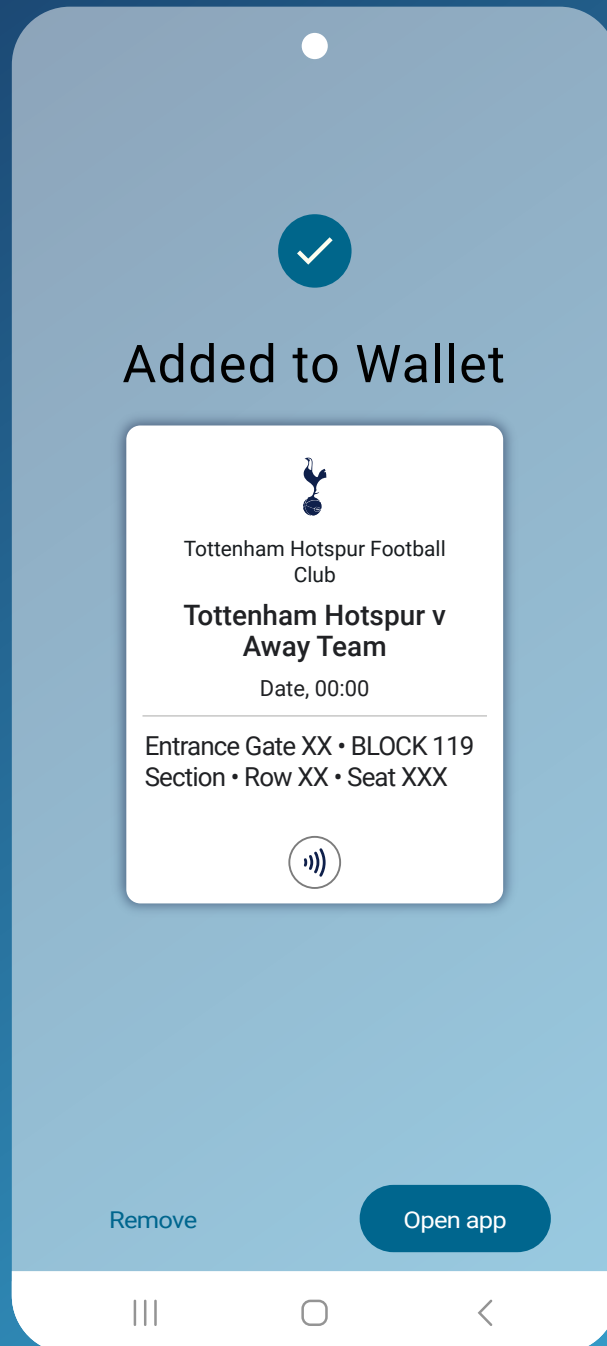 Added to Wallet
Tottenham Hotspur Football
Club
Tottenham Hotspur v
Away Team
Date, 00:00
Entrance Gate XX • BLOCK 119
Section • Row XX • Seat XXX
Remove
Open app